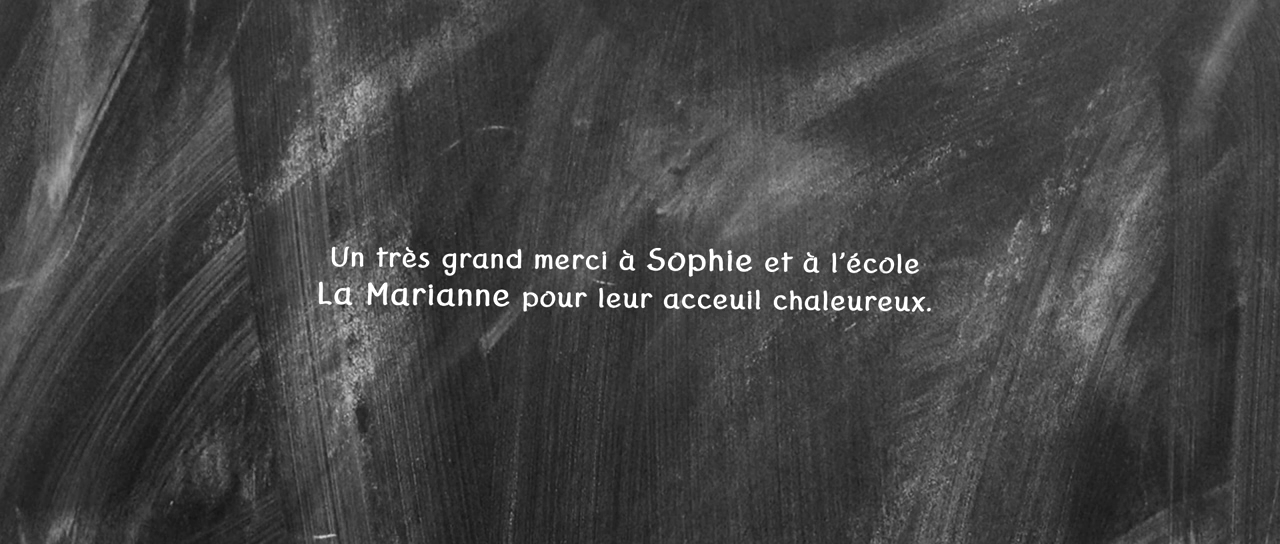 Un très grand merci à Sophie et à l'école
La Marianne pour leur acceuil chaleureux.